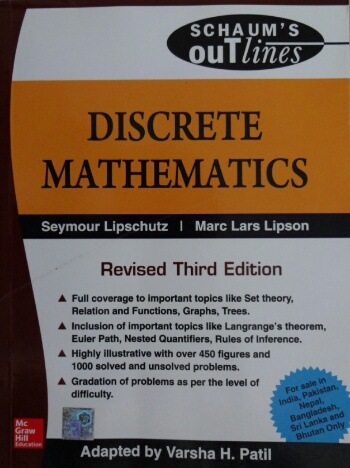 SCHAUM'S
ouTlines
DISCRETE
MATHEMATICS
Seymour Lipschutz | Marc Lars Lipson
Revised Third Edition
Full coverage to important topics like Set theory,
Relation and Functions, Graphs, Trees.
Inclusion of important topics like Langrange's theorem,
Euler Path, Nested Quantifiers, Rules of Inference.
Highly illustrative with over 450 figures and
1000 solved and unsolved problems.
Gradation of problems as per the level of
difficulty.
For sale in
India, Pakistan,
Nepal,
Bangladesh,
Sri Lanka and
Bhutan Only
Mc
Graw
Hill
Education
Adapted by Varsha H. Patil